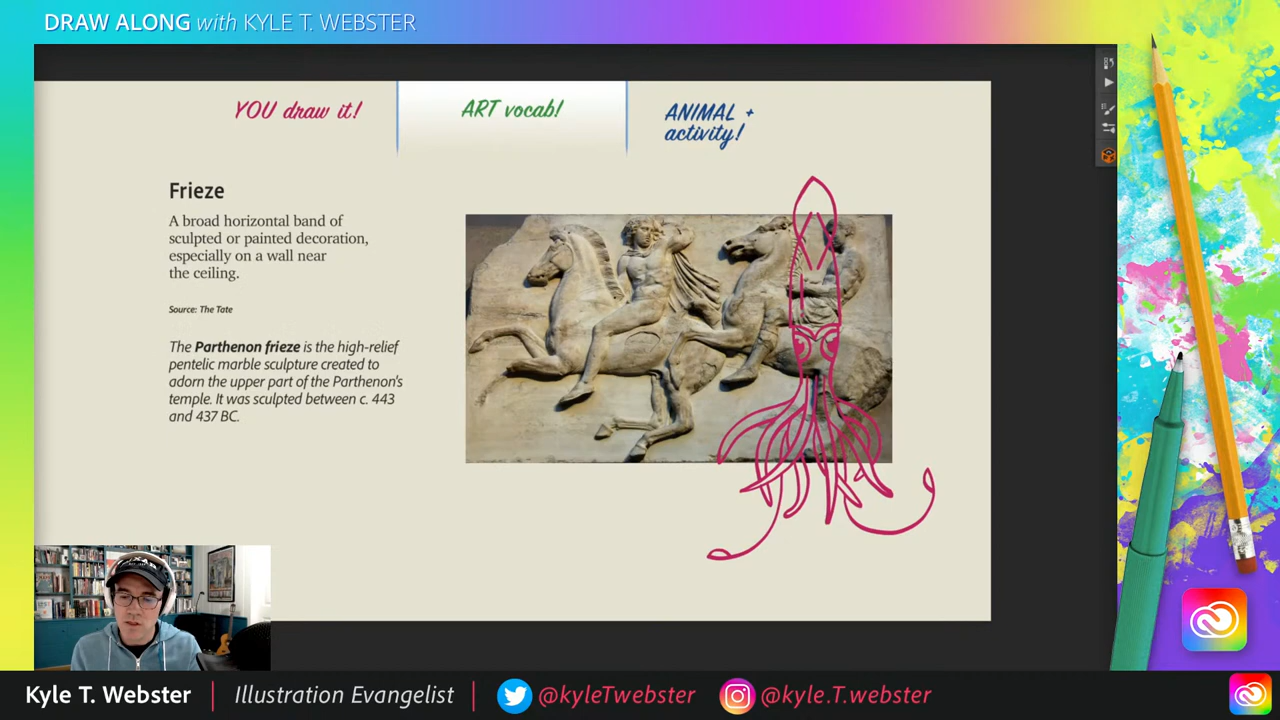 DRAW ALONG with KYLE T. WEBSTER
YOU draw it!
ART vocab!
ANIMAL +
activity!
Frieze
A broad horizontal band of
sculpted or painted decoration,
especially on a wall near
the ceiling.
Source: The Tate
The Parthenon frieze is the high-relief
pentelic marble sculpture created to
adorn the upper part of the Parthenon's
temple. It was sculpted between c. 443
and 437 BC.
Kyle T. Webster | Illustration Evangelist | @kyleTwebster @kyle.T.webster